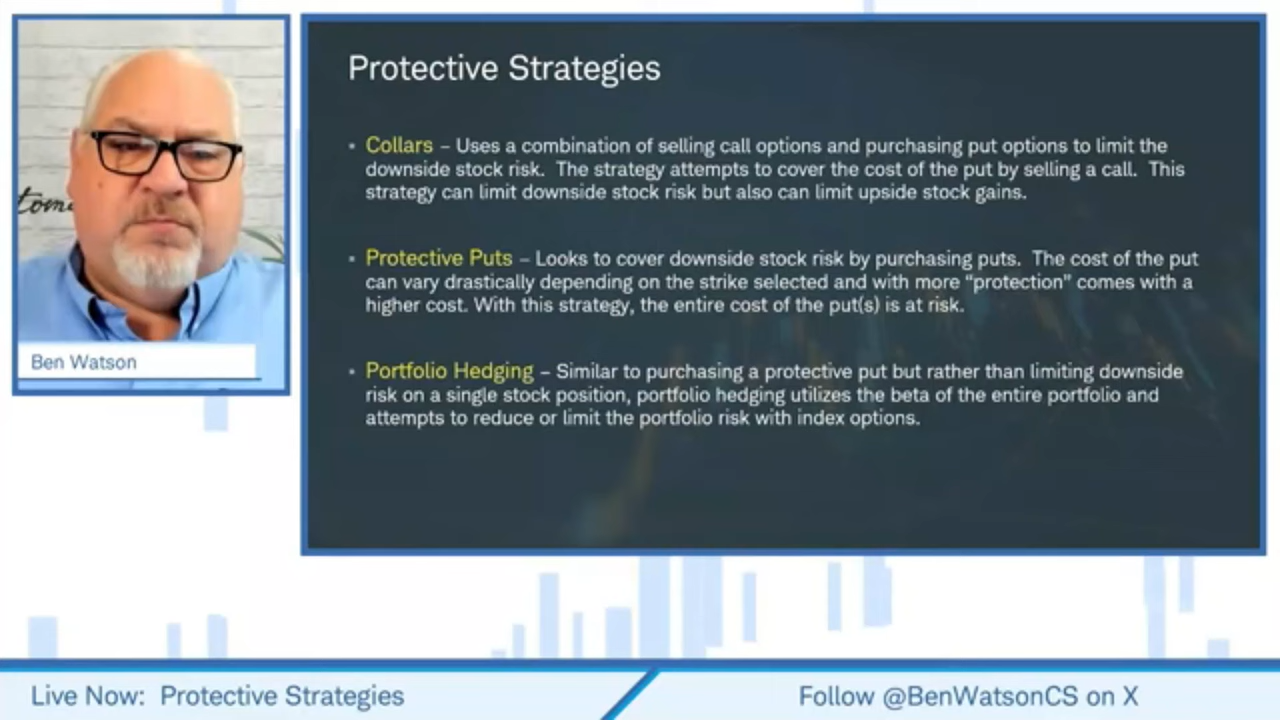 tome
Ben Watson
Protective Strategies
Collars – Uses a combination of selling call options and purchasing put options to limit the
downside stock risk. The strategy attempts to cover the cost of the put by selling a call. This
strategy can limit downside stock risk but also can limit upside stock gains.
Protective Puts – Looks to cover downside stock risk by purchasing puts. The cost of the put
can vary drastically depending on the strike selected and with more "protection" comes with a
higher cost. With this strategy, the entire cost of the put(s) is at risk.
Portfolio Hedging – Similar to purchasing a protective put but rather than limiting downside
risk on a single stock position, portfolio hedging utilizes the beta of the entire portfolio and
attempts to reduce or limit the portfolio risk with index options.
Live Now: Protective Strategies
Follow @BenWatsonCS on X